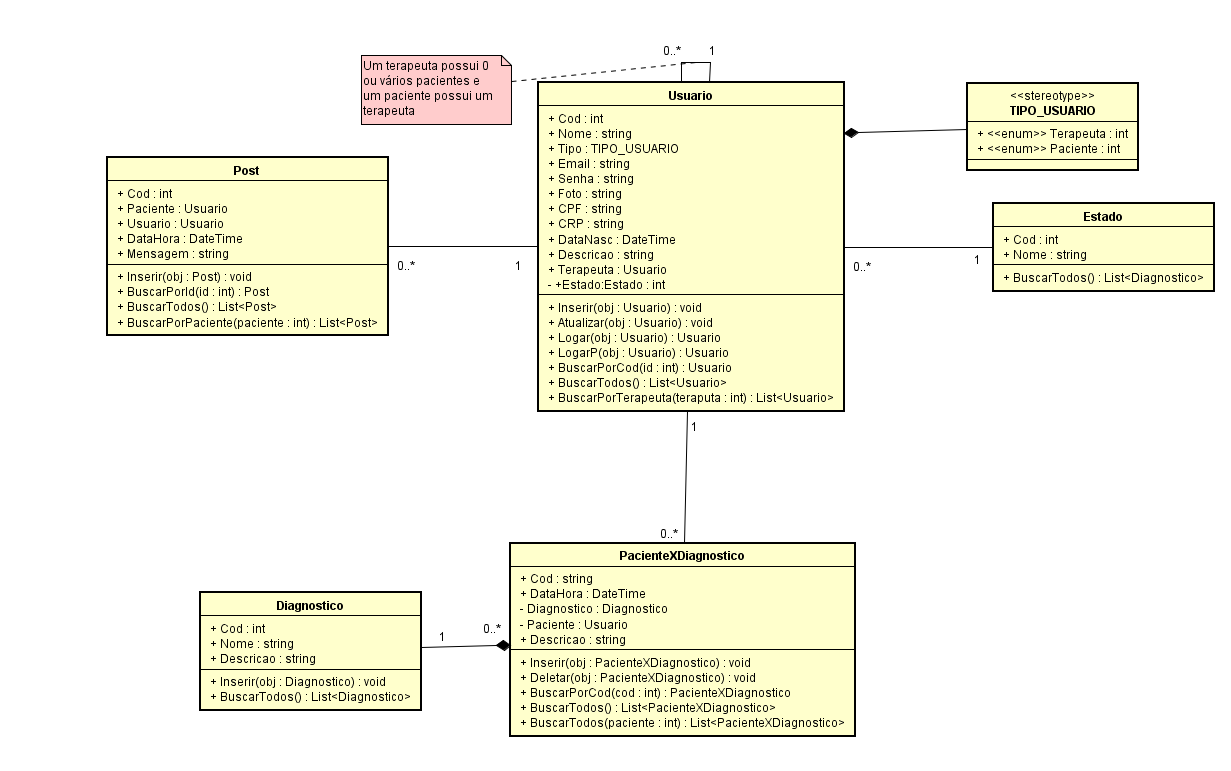 0..*
1
Um terapeuta possui 0
ou vários pacientes e
um paciente possui um
terapeuta
Usuario
+ Cod : int
+ Nome : string
+ Tipo : TIPO_USUARIO
+ Email : string
+ Senha : string
+ Foto : string
+ CPF : string
+ CRP : string
+ DataNasc : DateTime
+ Descricao : string
+ Terapeuta : Usuario
- +Estado:Estado : int
+ Inserir(obj : Usuario) : void
+ Atualizar(obj : Usuario) : void
+ Logar(obj : Usuario) : Usuario
+ LogarP(obj : Usuario) : Usuario
+ BuscarPorCod(id : int) : Usuario
+ BuscarTodos() : List<Usuario>
+ BuscarPorTerapeuta(teraputa : int) : List<Usuario>
<<stereotype>>
TIPO_USUARIO
+ <<enum>> Terapeuta : int
+ <<enum>> Paciente : int
Post
+ Cod : int
+ Paciente : Usuario
+ Usuario : Usuario
+ DataHora : DateTime
+ Mensagem : string
+ Inserir(obj : Post) : void
+ BuscarPorId(id : int) : Post
+ BuscarTodos() : List<Post>
+ BuscarPorPaciente(paciente : int) : List<Post>
0..*
1
Estado
+ Cod : int
+ Nome : string
+ BuscarTodos() : List<Diagnostico>
0..*
1
1
0..*
PacienteXDiagnostico
+ Cod : string
+ DataHora : DateTime
- Diagnostico : Diagnostico
- Paciente : Usuario
+ Descricao : string
+ Inserir(obj : PacienteXDiagnostico) : void
+ Deletar(obj : PacienteXDiagnostico) : void
+ BuscarPorCod(cod : int) : PacienteXDiagnostico
+ BuscarTodos() : List<PacienteXDiagnostico>
+ BuscarTodos(paciente : int) : List<PacienteXDiagnostico>
Diagnostico
+ Cod : int
+ Nome : string
+ Descricao : string
+ Inserir(obj : Diagnostico) : void
+ BuscarTodos() : List<Diagnostico>
1
0..*